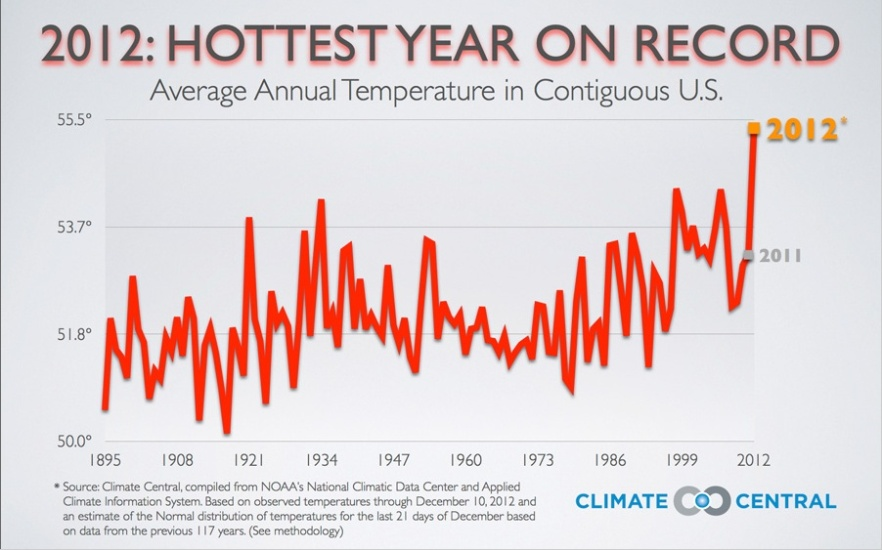 2012: HOTTEST YEAR ON RECORD
Average Annual Temperature in Contiguous U.S.
55.5°
2012*
53.7°
2011
51.8°
50.0°
1895 1908 1921 1934 1947 1960 1973 1986 1999 2012
* Source: Climate Central, compiled from NOAA's National Climatic Data Center and Applied
Climate Information System. Based on observed temperatures through December 10, 2012 and
an estimate of the Normal distribution of temperatures for the last 21 days of December based
on data from the previous 117 years. (See methodology)
CLIMATE CENTRAL